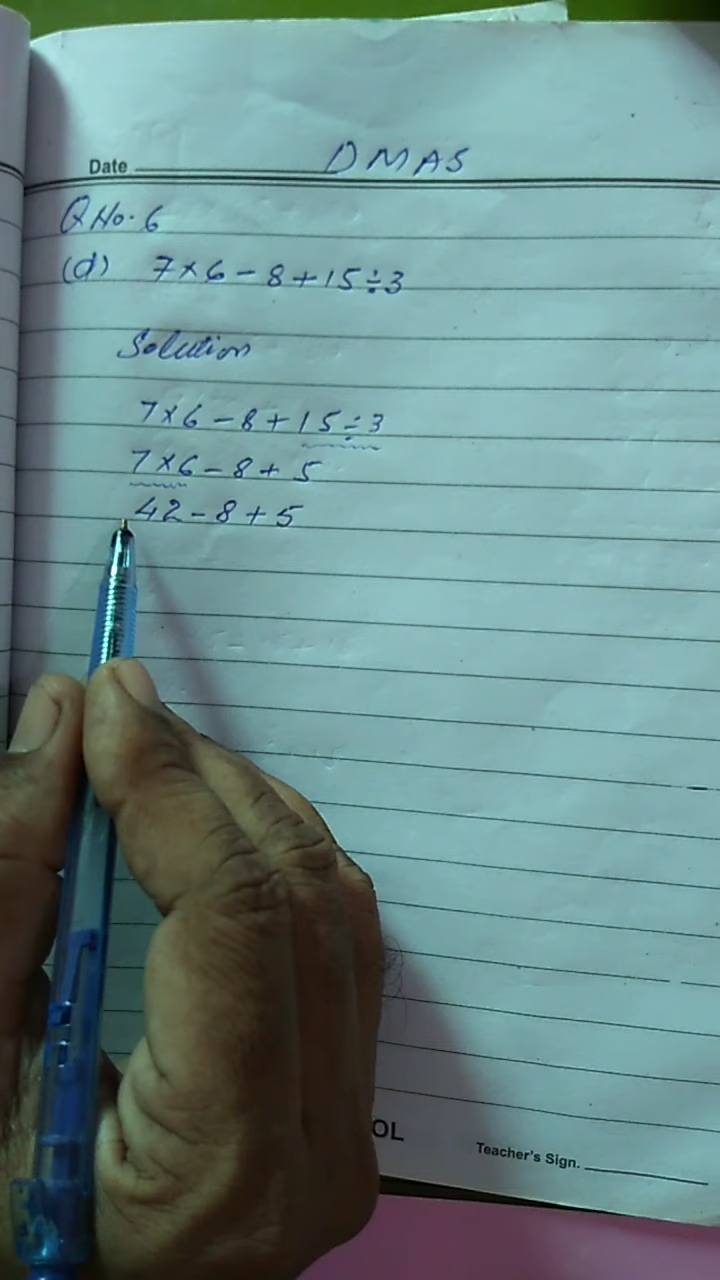 DMAS
Date
Q No. 6
(d) 7×6-8+15÷3
Solution
7×6-8+15÷3
7×6-8+5
42-8+5
OL
Teacher's Sign.